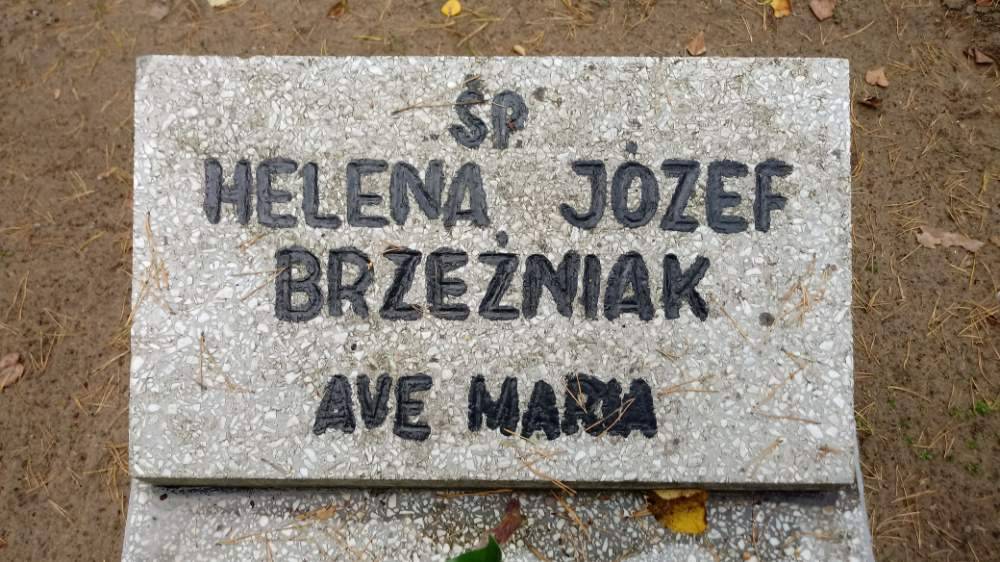 ŚP.
HELENA JÓZEF
BRZEŹNIAK
AVE MARIA